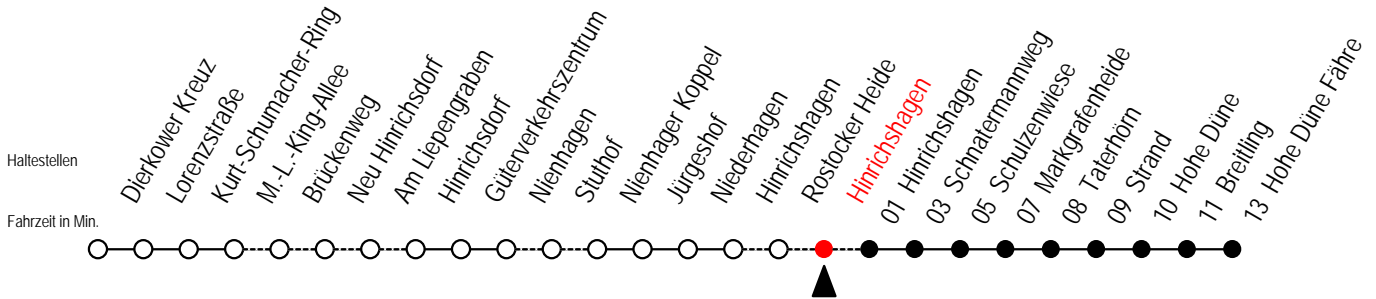 Haltestellen
Fahrzeit in Min.
Dierkower Kreuz
Lorenzstraße
Kurt-Schumacher-Ring
M.-L.-King-Allee
Brückenweg
Neu Hinrichsdorf
Am Liepengraben
Hinrichsdorf
Güterverkehrszentrum
Nienhagen
Stuthof
Nienhager Koppel
Jürgeshof
Niederhagen
Hinrichshagen
Rostocker Heide
Hinrichshagen
01 Hinrichshagen
03 Schnatermannweg
05 Schulzenwiese
07 Markgrafenheide
08 Taterhörn
09 Strand
10 Hohe Düne
11 Breitling
13 Hohe Düne Fähre